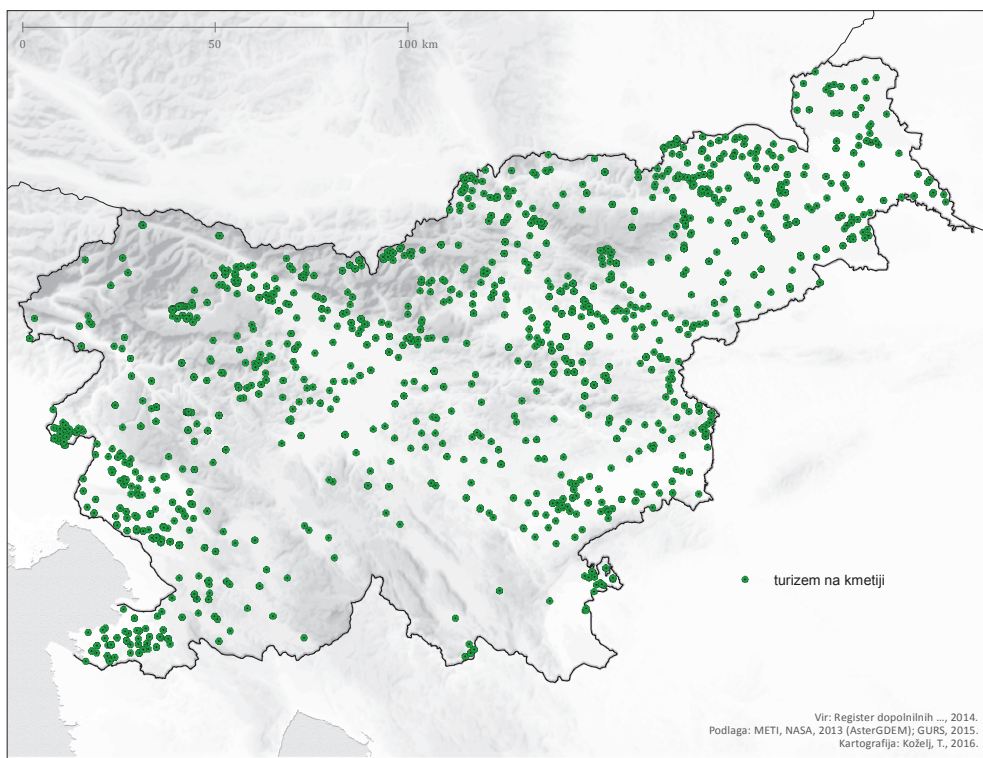 0 50 100 km
turizem na kmetiji
Vir: Register dopolnilnih ..., 2014.
Podlaga: METI, NASA, 2013 (AsterGDEM); GURS, 2015.
Kartografija: Koželj, T., 2016.